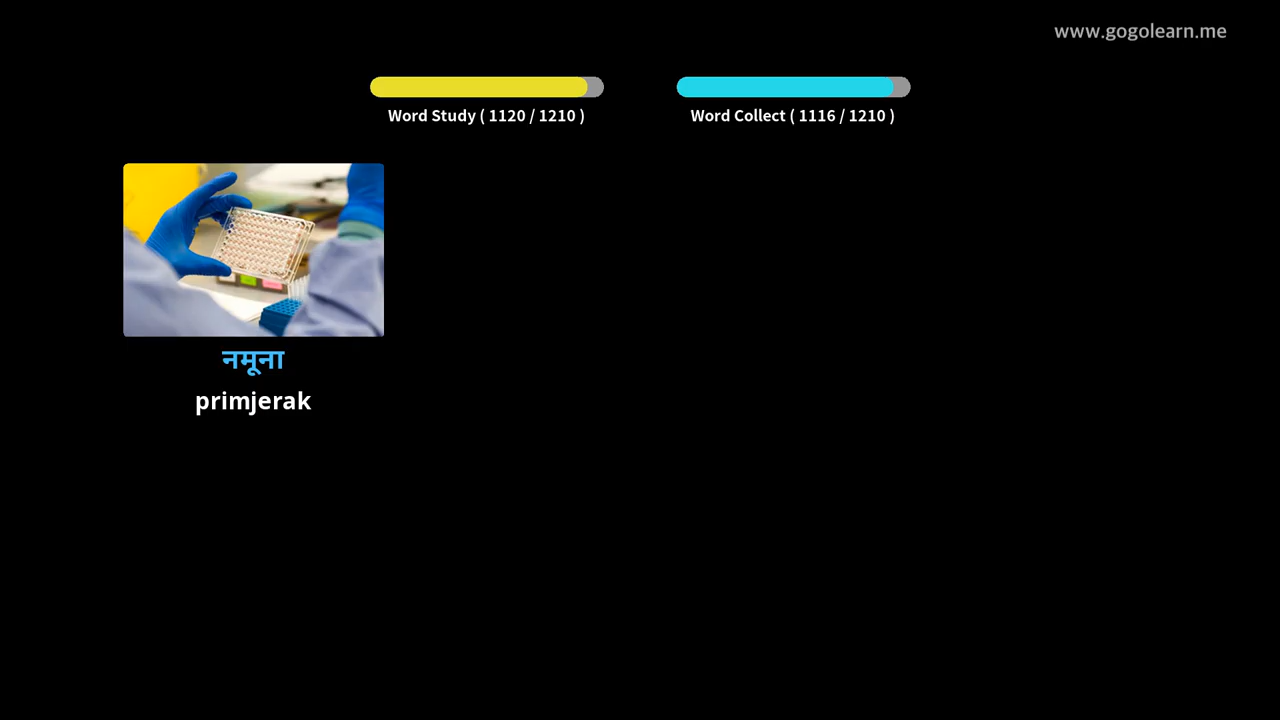 www.gogolearn.me
Word Study ( 1120 / 1210 )
Word Collect ( 1116 / 1210 )
नमूना
primjerak